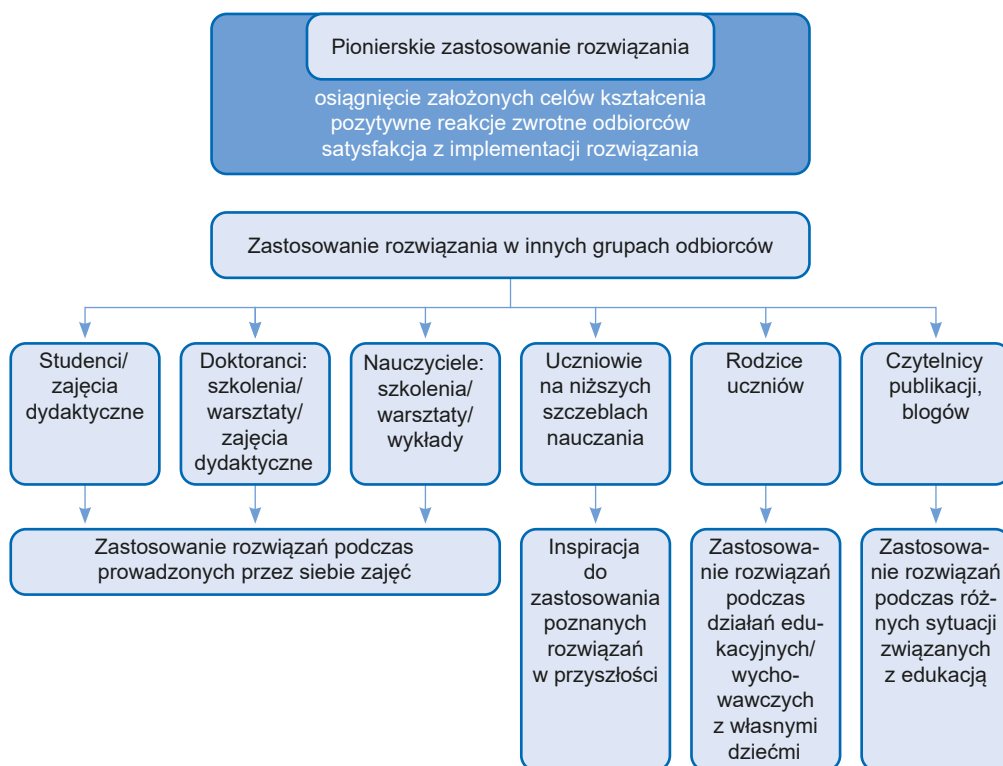 Pionierskie zastosowanie rozwiązania
osiągnięcie założonych celów kształcenia
pozytywne reakcje zwrotne odbiorców
satysfakcja z implementacji rozwiązania
Zastosowanie rozwiązania w innych grupach odbiorców
Studenci/
zajęcia
dydaktyczne
Doktoranci:
szkolenia/
warsztaty/
zajęcia
dydaktyczne
Nauczyciele:
szkolenia/
warsztaty/
wykłady
Uczniowie
na niższych
szczeblach
nauczania
Rodzice
uczniów
Czytelnicy
publikacji,
blogów
Zastosowanie rozwiązań podczas
prowadzonych przez siebie zajęć
Inspiracja
do
zastosowania
poznanych
rozwiązań
w przyszłości
Zastosowa-
nie rozwiązań
podczas
działań edu-
kacyjnych/
wycho-
wawczych
z własnymi
dziećmi
Zastosowa-
nie rozwiązań
podczas róż-
nych sytuacji
związanych
z edukacją